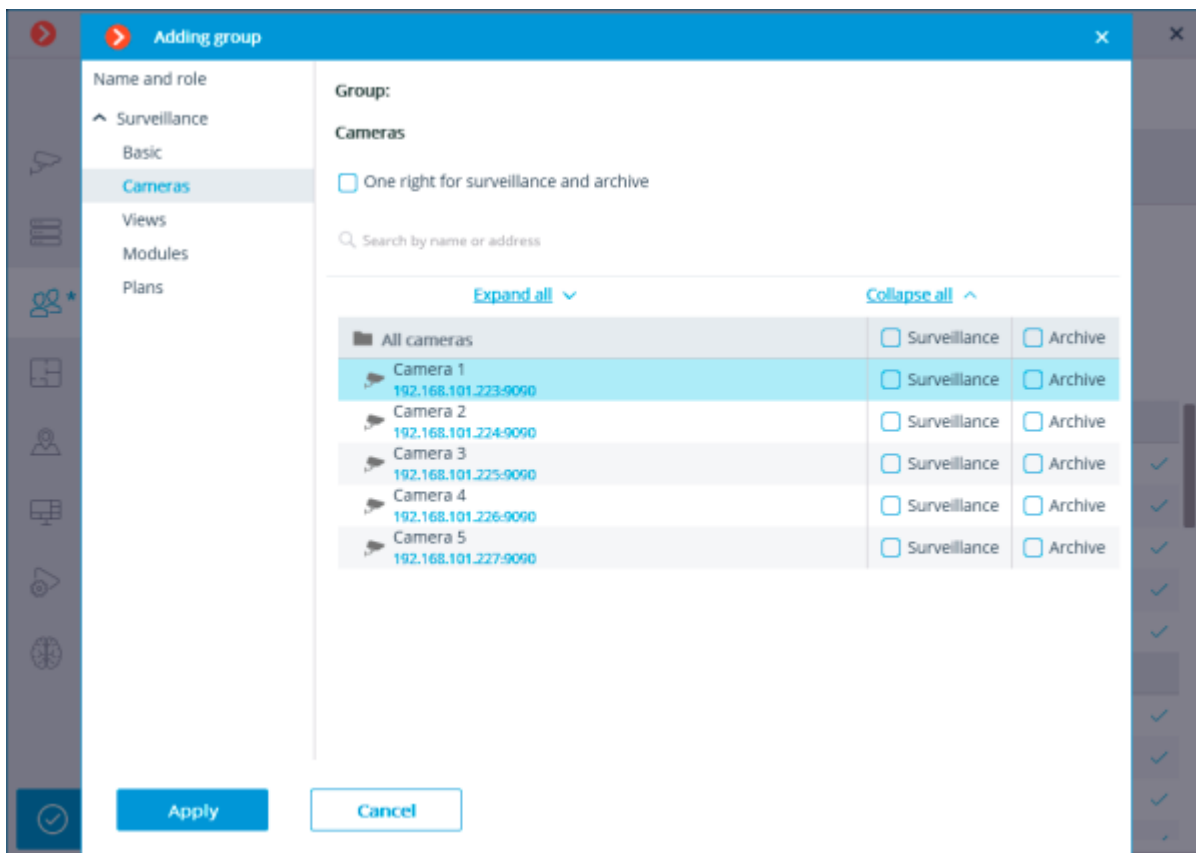 Adding group
Name and role
Surveillance
Basic
Cameras
Views
Modules
Plans
Group:
Cameras
One right for surveillance and archive
Search by name or address
Expand all Collapse all
All cameras Surveillance Archive
Camera 1
192.168.101.223:9090 Surveillance Archive
Camera 2
192.168.101.224:9090 Surveillance Archive
Camera 3
192.168.101.225:9090 Surveillance Archive
Camera 4
192.168.101.226:9090 Surveillance Archive
Camera 5
192.168.101.227:9090 Surveillance Archive
Apply Cancel